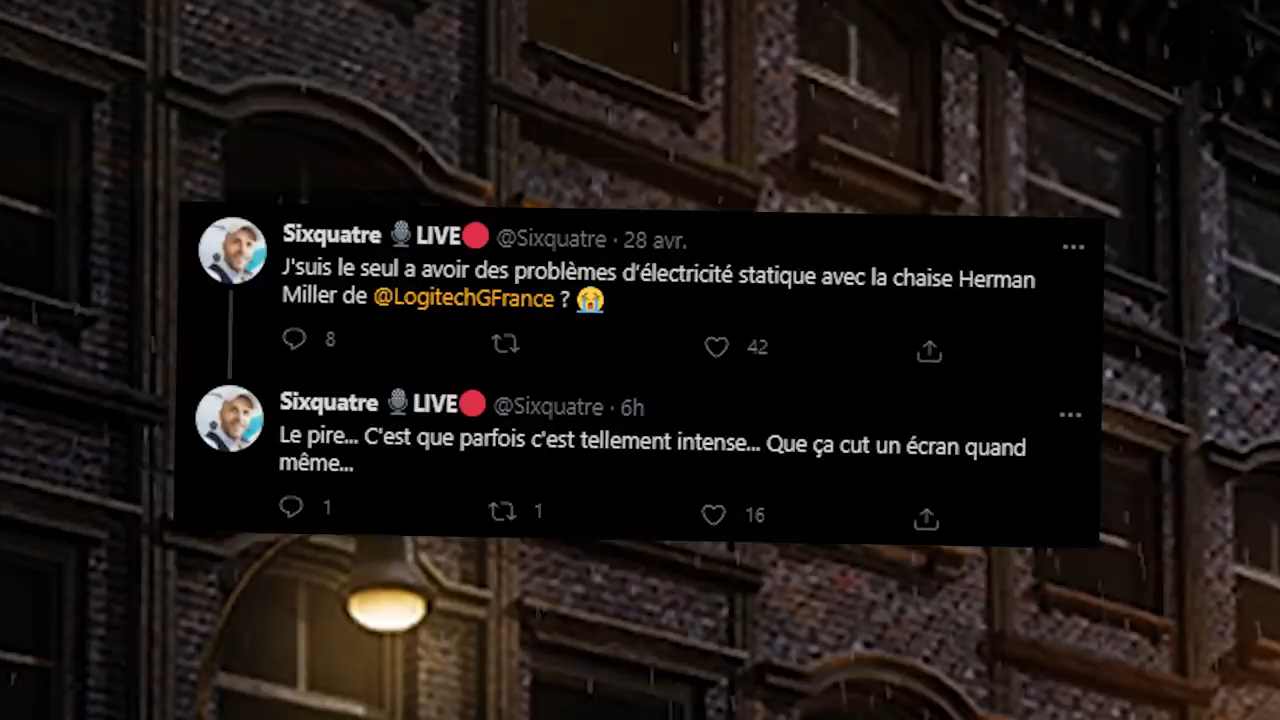 Sixquatre 🎙️LIVE🔴 @Sixquatre · 28 avr.
J'suis le seul a avoir des problèmes d'électricité statique avec la chaise Herman
Miller de @LogitechGFrance ? 😭
8 42
Sixquatre 🎙️LIVE🔴 @Sixquatre · 6h
Le pire... C'est que parfois c'est tellement intense... Que ça cut un écran quand
même...
1 1 16